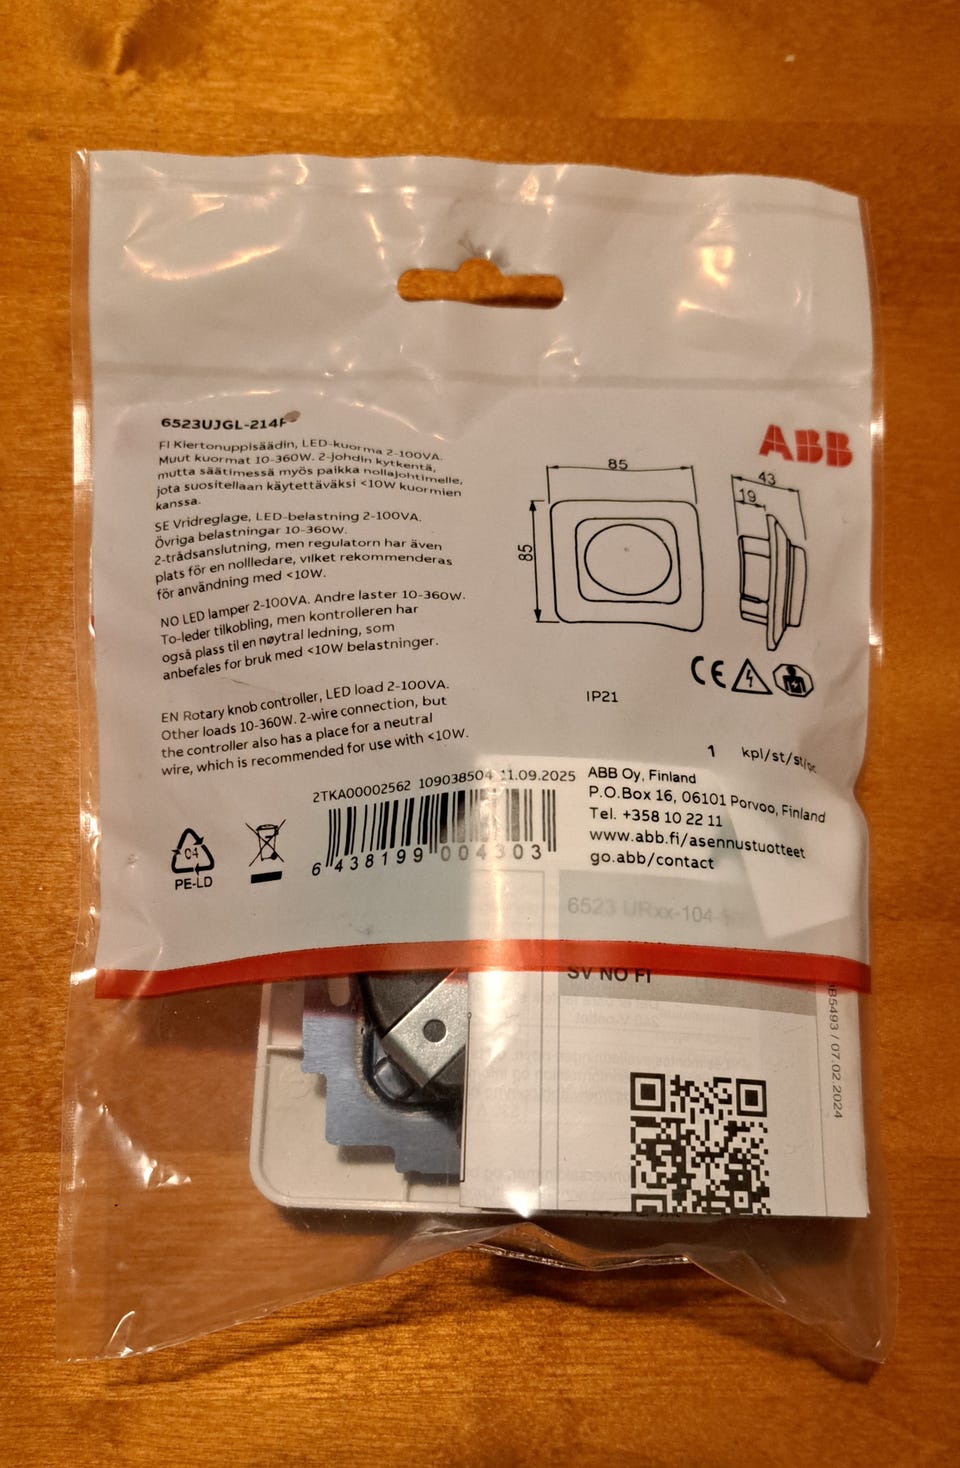 6523UJGL-214
FI Kiertonuppisäädin, LED-kuorma 2-100VA.
Muut kuormat 10-360W. 2-johdin kytkentä,
mutta säätimessä myös paikka nollajohtimelle,
jota suositellaan käytettäväksi <10W kuormien
kanssa.
SE Vridreglage, LED-belastning 2-100VA.
Övriga belastningar 10-360W.
2-trådsanslutning, men regulatorn har även
plats för en nollledare, vilket rekommenderas
för användning med <10W.
NO LED lamper 2-100VA. Andre laster 10-360W.
To-leder tilkobling, men kontrolleren har
også plass til en nøytral ledning, som
anbefales for bruk med <10W belastninger.
EN Rotary knob controller, LED load 2-100VA.
Other loads 10-360W. 2-wire connection, but
the controller also has a place for a neutral
wire, which is recommended for use with <10W.
ABB
85
85
43
19
CE
IP21
1 kpl/st/st/pc
2TKA00002562 109038504 11.09.2025
6 438199 004303
04
PE-LD
ABB Oy, Finland
P.O.Box 16, 06101 Porvoo, Finland
Tel. +358 10 22 11
www.abb.fi/asennustuotteet
go.abb/contact
6523 URxx-104-
SV NO FI
B5493 / 07.02.2024